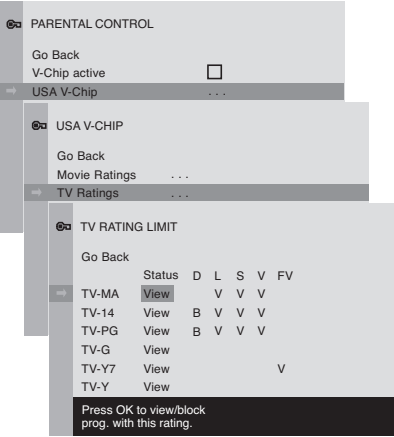 PARENTAL CONTROL
Go Back
V-Chip active
USA V-Chip . . .
USA V-CHIP
Go Back
Movie Ratings . . .
TV Ratings . . .
TV RATING LIMIT
Go Back
Status D L S V FV
TV-MA View V V V
TV-14 View B V V V
TV-PG View B V V V
TV-G View
TV-Y7 View V
TV-Y View
Press OK to view/block
prog. with this rating.